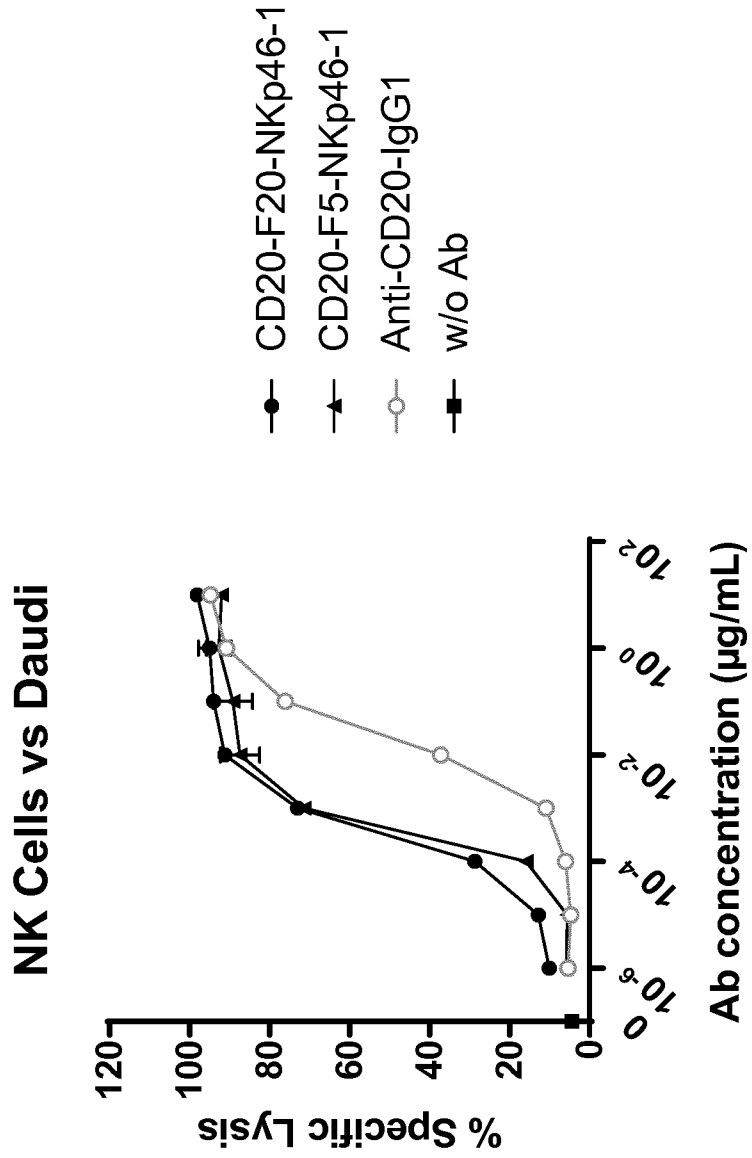 NK Cells vs Daudi
120
100
80
60
40
20
0
% Specific Lysis
0
10-6
10-4
10-2
100
102
Ab concentration (µg/mL)
CD20-F20-NKp46-1
CD20-F5-NKp46-1
Anti-CD20-IgG1
w/o Ab